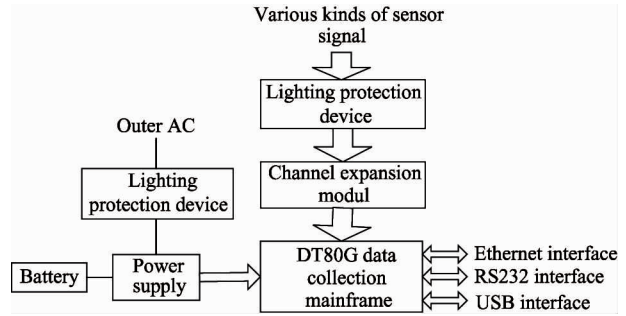 Various kinds of sensor
signal
Lighting protection
device
Outer AC
Channel expansion
modul
Lighting
protection device
DT80G data
collection
mainframe
Battery
Power
supply
Ethernet interface
RS232 interface
USB interface